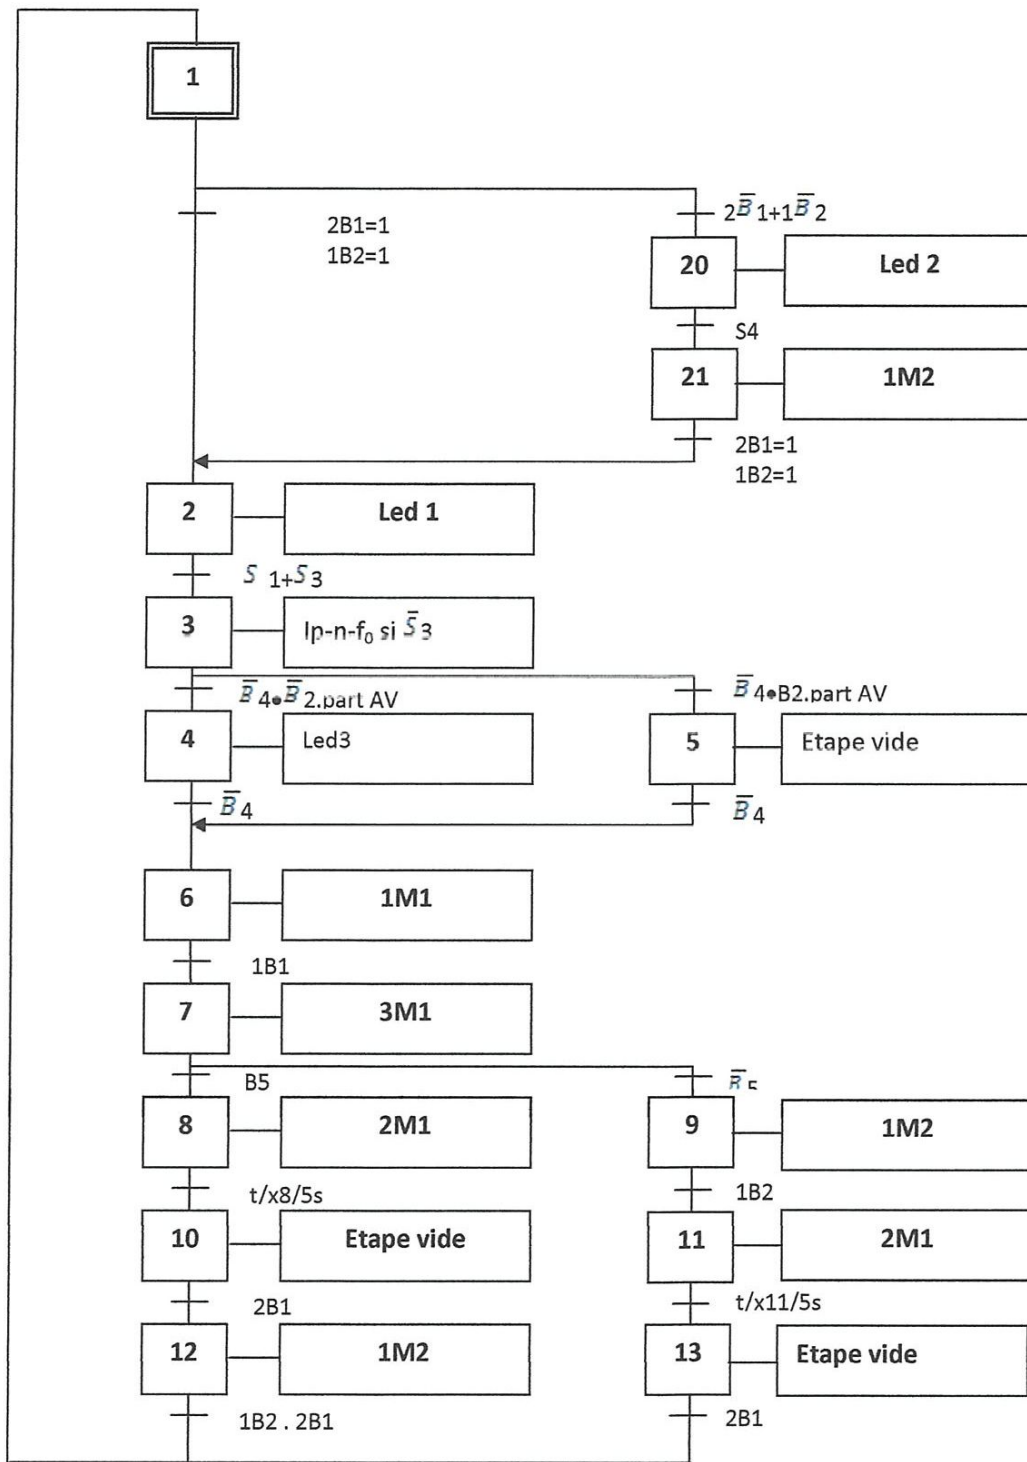 1
2B1=1
1B2=1
2B̅1+1B̅2
20
Led 2
S4
21
1M2
2B1=1
1B2=1
2
Led 1
S 1+S̅3
3
Ip-n-f₀ si S̅3
B̅4•B̅2.part AV
B̅4•B2.part AV
4
Led3
5
Etape vide
B̅4
B̅4
6
1M1
1B1
7
3M1
B5
B̅5
8
2M1
9
1M2
t/x8/5s
1B2
10
Etape vide
11
2M1
2B1
t/x11/5s
12
1M2
13
Etape vide
1B2 . 2B1
2B1